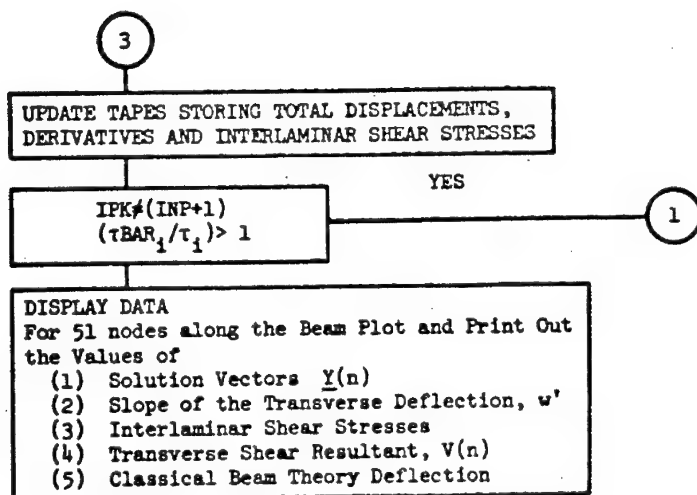 3
UPDATE TAPES STORING TOTAL DISPLACEMENTS,
DERIVATIVES AND INTERLAMINAR SHEAR STRESSES
YES
IPK≠(INP+1)
(τBAR_i/τ_i)> 1
1
DISPLAY DATA
For 51 nodes along the Beam Plot and Print Out
the Values of
(1) Solution Vectors Y(n)
(2) Slope of the Transverse Deflection, w'
(3) Interlaminar Shear Stresses
(4) Transverse Shear Resultant, V(n)
(5) Classical Beam Theory Deflection